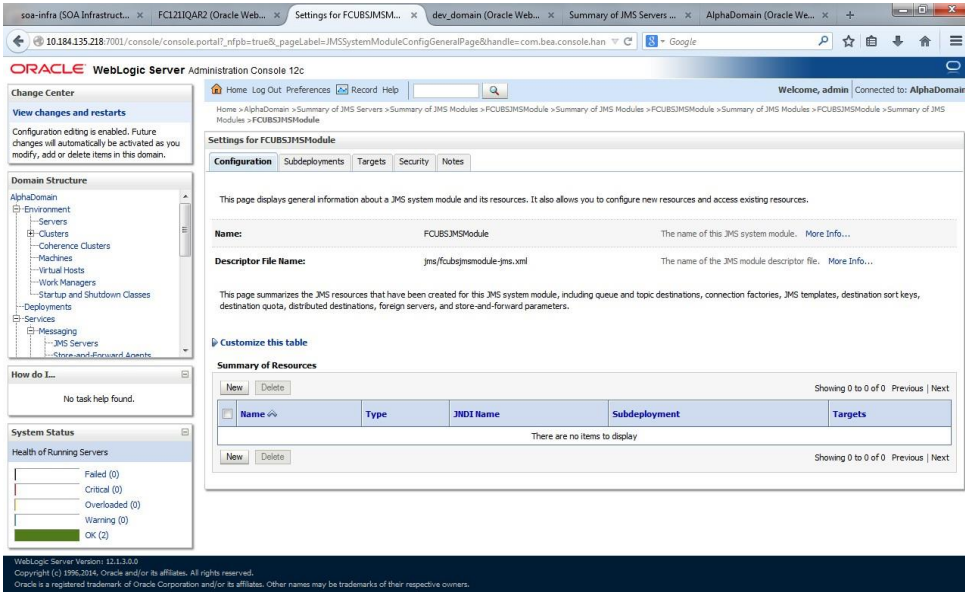 soa-infra (SOA Infrastruct... × FC121IQAR2 (Oracle Web... × Settings for FCUBSJMSM... × dev_domain (Oracle Web... × Summary of JMS Servers ... × AlphaDomain (Oracle We... × +
10.184.135.218:7001/console/console.portal?_nfpb=true&_pageLabel=JMSSystemModuleConfigGeneralPage&handle=com.bea.console.han
Google
ORACLE WebLogic Server Administration Console 12c
Change Center
View changes and restarts
Configuration editing is enabled. Future
changes will automatically be activated as you
modify, add or delete items in this domain.
Domain Structure
AlphaDomain
Environment
Servers
Clusters
Coherence Clusters
Machines
Virtual Hosts
Work Managers
Startup and Shutdown Classes
Deployments
Services
Messaging
JMS Servers
Store-and-Forward Agents
How do I...
No task help found.
System Status
Health of Running Servers
Failed (0)
Critical (0)
Overloaded (0)
Warning (0)
OK (2)
Home Log Out Preferences Record Help
Welcome, admin Connected to: AlphaDomain
Home >AlphaDomain >Summary of JMS Servers >Summary of JMS Modules >FCUBSJMSModule >Summary of JMS Modules >FCUBSJMSModule >Summary of JMS Modules >FCUBSJMSModule >Summary of JMS
Modules >FCUBSJMSModule
Settings for FCUBSJMSModule
Configuration Subdeployments Targets Security Notes
This page displays general information about a JMS system module and its resources. It also allows you to configure new resources and access existing resources.
Name: FCUBSJMSModule The name of this JMS system module. More Info...
Descriptor File Name: jms/fcubsjmsmodule-jms.xml The name of the JMS module descriptor file. More Info...
This page summarizes the JMS resources that have been created for this JMS system module, including queue and topic destinations, connection factories, JMS templates, destination sort keys,
destination quota, distributed destinations, foreign servers, and store-and-forward parameters.
Customize this table
Summary of Resources
New Delete Showing 0 to 0 of 0 Previous | Next
Name Type JNDI Name Subdeployment Targets
There are no items to display
New Delete Showing 0 to 0 of 0 Previous | Next
WebLogic Server Version: 12.1.3.0.0
Copyright (c) 1996,2014, Oracle and/or its affiliates. All rights reserved.
Oracle is a registered trademark of Oracle Corporation and/or its affiliates. Other names may be trademarks of their respective owners.